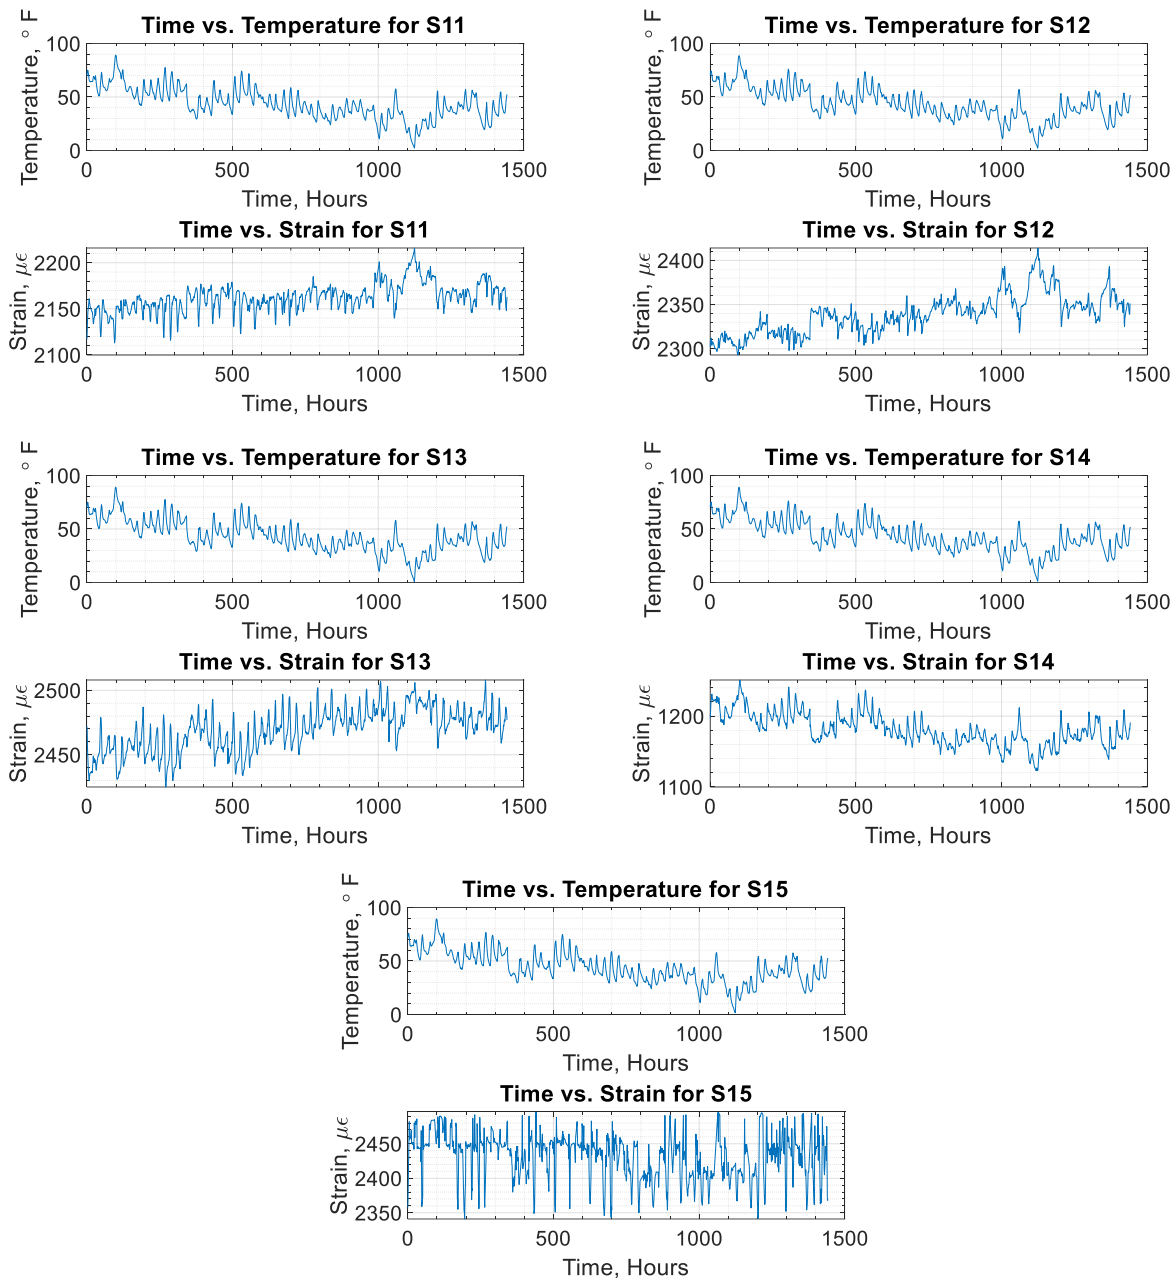 Time vs. Temperature for S11
Temperature, ° F
100
50
0
0 500 1000 1500
Time, Hours
Time vs. Strain for S11
Strain, µϵ
2200
2150
2100
0 500 1000 1500
Time, Hours
Time vs. Temperature for S12
Temperature, ° F
100
50
0
0 500 1000 1500
Time, Hours
Time vs. Strain for S12
Strain, µϵ
2400
2350
2300
0 500 1000 1500
Time, Hours
Time vs. Temperature for S13
Temperature, ° F
100
50
0
0 500 1000 1500
Time, Hours
Time vs. Strain for S13
Strain, µϵ
2500
2450
0 500 1000 1500
Time, Hours
Time vs. Temperature for S14
Temperature, ° F
100
50
0
0 500 1000 1500
Time, Hours
Time vs. Strain for S14
Strain, µϵ
1200
1100
0 500 1000 1500
Time, Hours
Time vs. Temperature for S15
Temperature, ° F
100
50
0
0 500 1000 1500
Time, Hours
Time vs. Strain for S15
Strain, µϵ
2450
2400
2350
0 500 1000 1500
Time, Hours